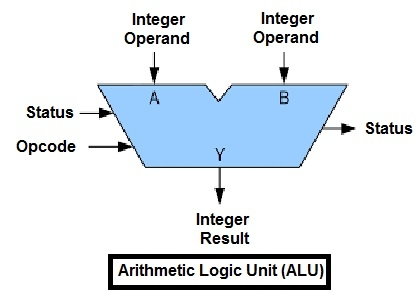 Integer
Operand
Integer
Operand
A
B
Status
Status
Opcode
Y
Integer
Result
Arithmetic Logic Unit (ALU)